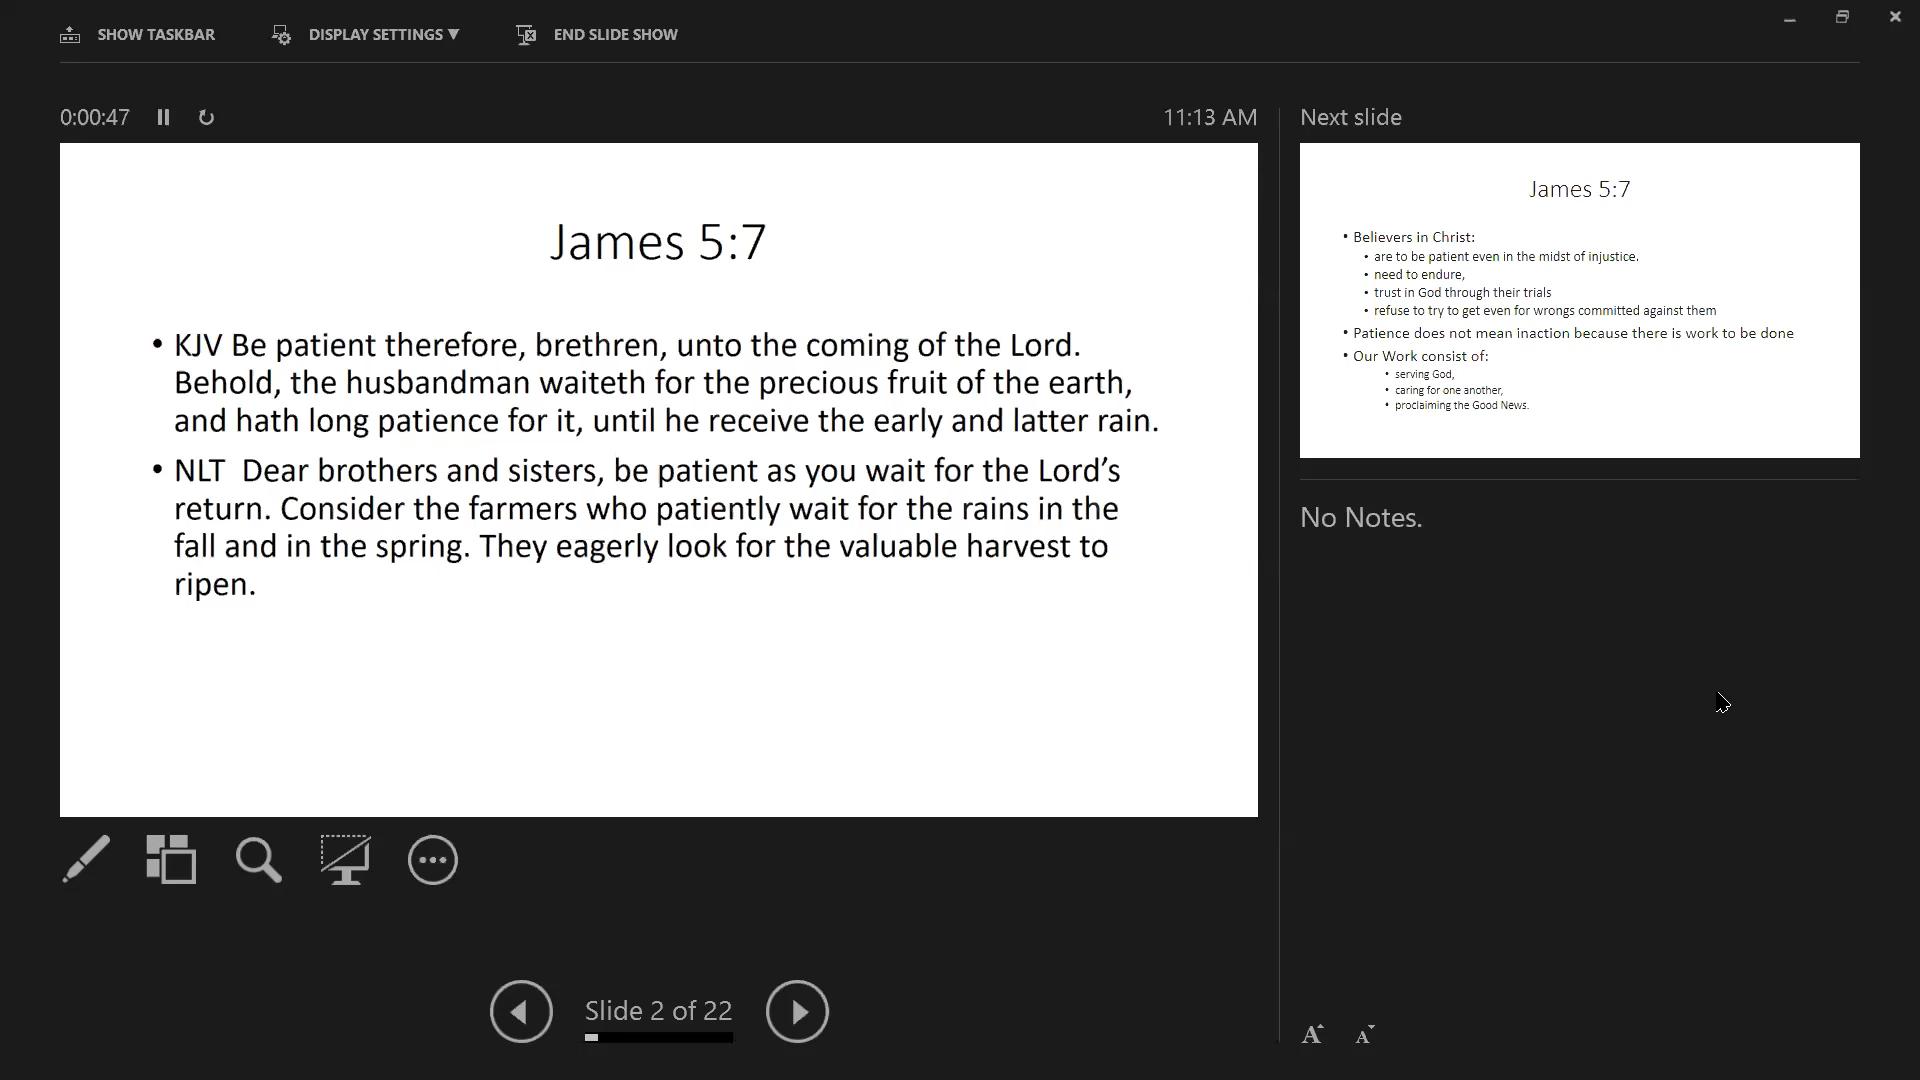 SHOW TASKBAR
DISPLAY SETTINGS ▼
END SLIDE SHOW
0:00:47
11:13 AM
James 5:7
• KJV Be patient therefore, brethren, unto the coming of the Lord.
Behold, the husbandman waiteth for the precious fruit of the earth,
and hath long patience for it, until he receive the early and latter rain.
• NLT  Dear brothers and sisters, be patient as you wait for the Lord’s
return. Consider the farmers who patiently wait for the rains in the
fall and in the spring. They eagerly look for the valuable harvest to
ripen.
Slide 2 of 22
Next slide
James 5:7
• Believers in Christ:
• are to be patient even in the midst of injustice.
• need to endure,
• trust in God through their trials
• refuse to try to get even for wrongs committed against them
• Patience does not mean inaction because there is work to be done
• Our Work consist of:
• serving God,
• caring for one another,
• proclaiming the Good News.
No Notes.
A A